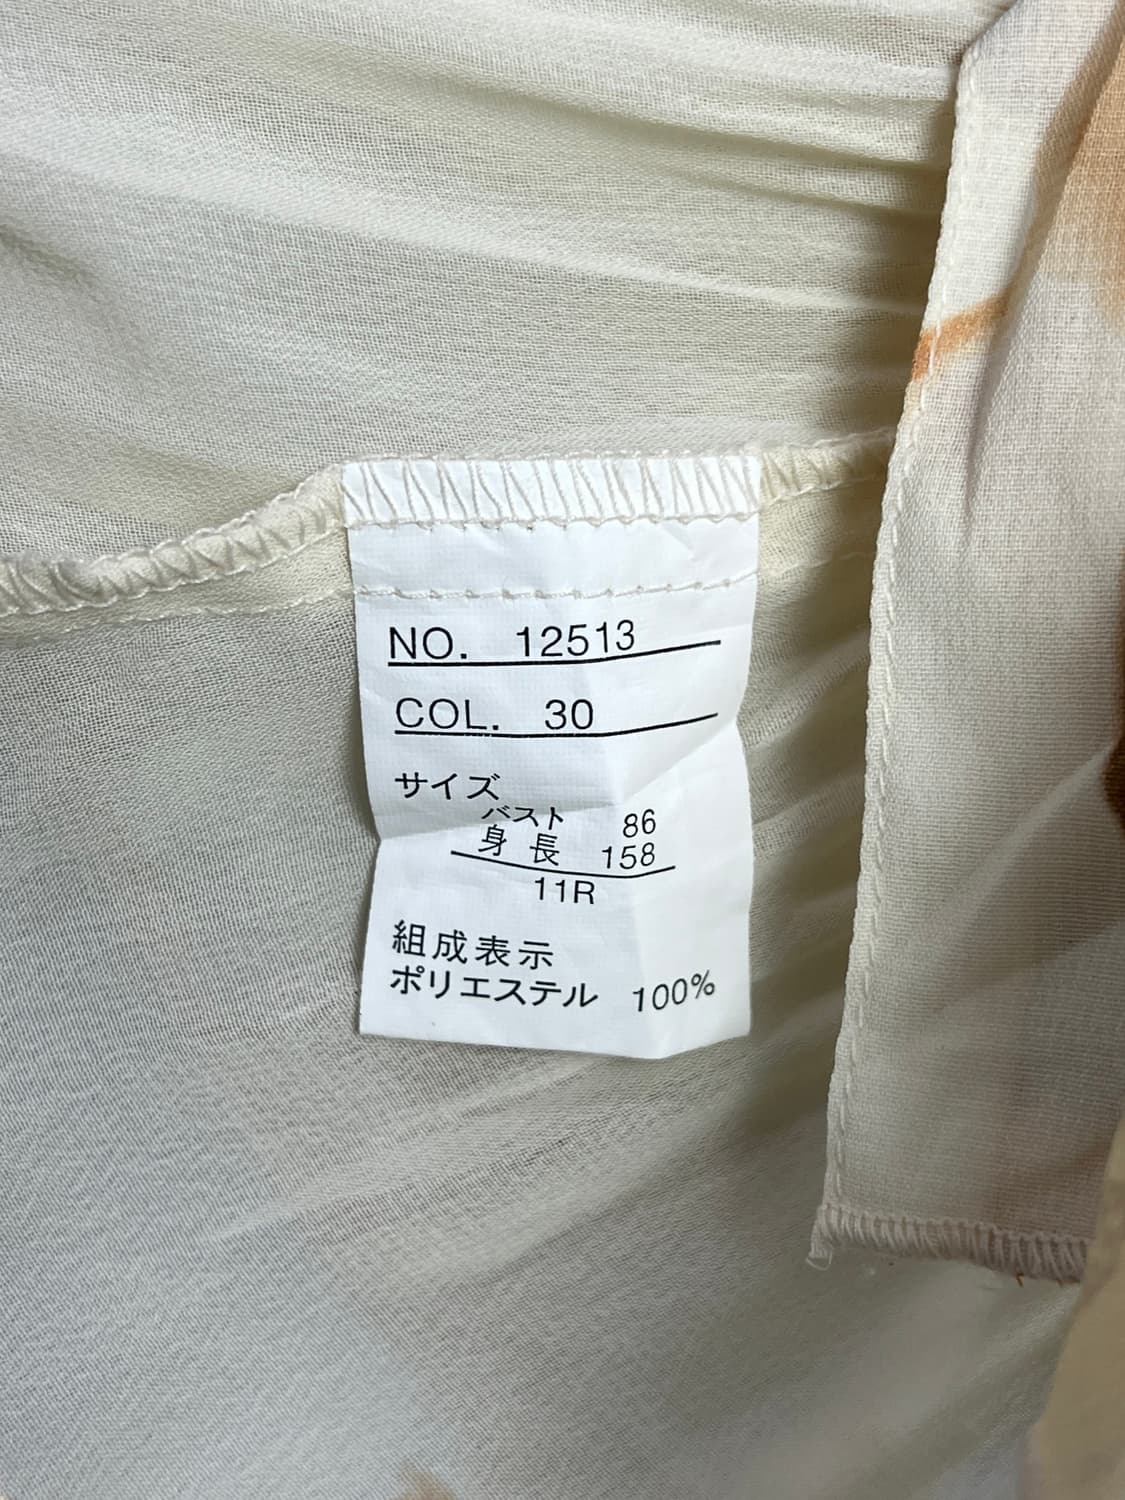 NO. 12513
COL. 30
サイズ
バスト 86
身長 158
11R
組成表示
ポリエステル 100%